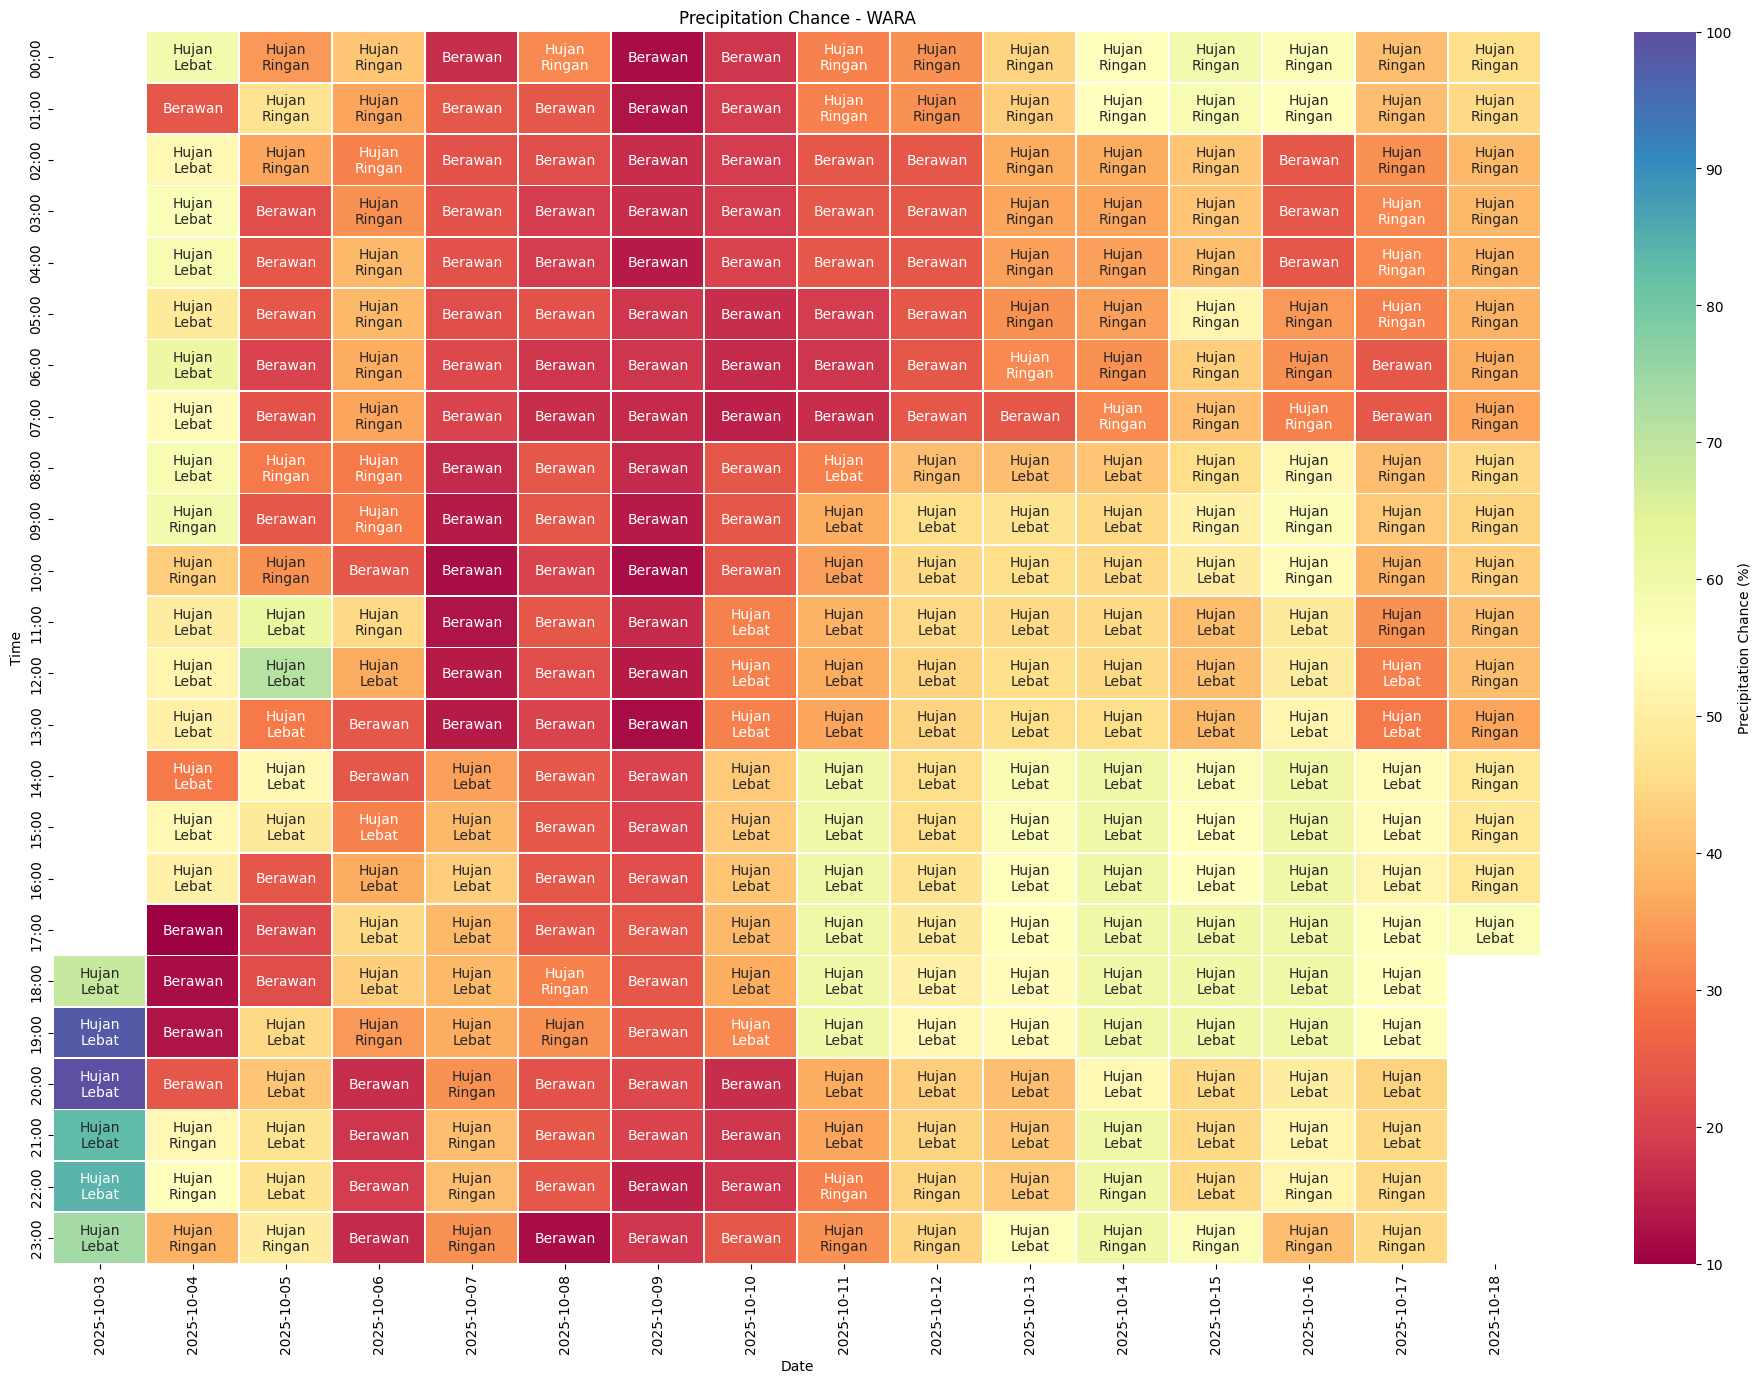 Precipitation Chance - WARA
00:00 Hujan Lebat Hujan Ringan Hujan Ringan Berawan Hujan Ringan Berawan Berawan Hujan Ringan Hujan Ringan Hujan Ringan Hujan Ringan Hujan Ringan Hujan Ringan Hujan Ringan Hujan Ringan
01:00 Berawan Hujan Ringan Hujan Ringan Berawan Berawan Berawan Berawan Hujan Ringan Hujan Ringan Hujan Ringan Hujan Ringan Hujan Ringan Hujan Ringan Hujan Ringan Hujan Ringan
02:00 Hujan Lebat Hujan Ringan Hujan Ringan Berawan Berawan Berawan Berawan Berawan Berawan Hujan Ringan Hujan Ringan Hujan Ringan Berawan Hujan Ringan Hujan Ringan
03:00 Hujan Lebat Berawan Hujan Ringan Berawan Berawan Berawan Berawan Berawan Berawan Hujan Ringan Hujan Ringan Hujan Ringan Berawan Hujan Ringan Hujan Ringan
04:00 Hujan Lebat Berawan Hujan Ringan Berawan Berawan Berawan Berawan Berawan Berawan Hujan Ringan Hujan Ringan Hujan Ringan Berawan Hujan Ringan Hujan Ringan
05:00 Hujan Lebat Berawan Hujan Ringan Berawan Berawan Berawan Berawan Berawan Berawan Hujan Ringan Hujan Ringan Hujan Ringan Hujan Ringan Hujan Ringan Hujan Ringan
06:00 Hujan Lebat Berawan Hujan Ringan Berawan Berawan Berawan Berawan Berawan Berawan Hujan Ringan Hujan Ringan Hujan Ringan Hujan Ringan Berawan Hujan Ringan
07:00 Hujan Lebat Berawan Hujan Ringan Berawan Berawan Berawan Berawan Berawan Berawan Berawan Hujan Ringan Hujan Ringan Hujan Ringan Berawan Hujan Ringan
08:00 Hujan Lebat Hujan Ringan Hujan Ringan Berawan Berawan Berawan Berawan Hujan Lebat Hujan Ringan Hujan Lebat Hujan Lebat Hujan Ringan Hujan Ringan Hujan Ringan Hujan Ringan
09:00 Hujan Ringan Berawan Hujan Ringan Berawan Berawan Berawan Berawan Hujan Lebat Hujan Lebat Hujan Lebat Hujan Lebat Hujan Ringan Hujan Ringan Hujan Ringan Hujan Ringan
10:00 Hujan Ringan Hujan Ringan Berawan Berawan Berawan Berawan Berawan Hujan Lebat Hujan Lebat Hujan Lebat Hujan Lebat Hujan Lebat Hujan Ringan Hujan Ringan Hujan Ringan
11:00 Hujan Lebat Hujan Lebat Hujan Ringan Berawan Berawan Berawan Hujan Lebat Hujan Lebat Hujan Lebat Hujan Lebat Hujan Lebat Hujan Lebat Hujan Lebat Hujan Ringan Hujan Ringan
12:00 Hujan Lebat Hujan Lebat Hujan Lebat Berawan Berawan Berawan Hujan Lebat Hujan Lebat Hujan Lebat Hujan Lebat Hujan Lebat Hujan Lebat Hujan Lebat Hujan Lebat Hujan Ringan
13:00 Hujan Lebat Hujan Lebat Berawan Berawan Berawan Berawan Hujan Lebat Hujan Lebat Hujan Lebat Hujan Lebat Hujan Lebat Hujan Lebat Hujan Lebat Hujan Lebat Hujan Ringan
14:00 Hujan Lebat Hujan Lebat Berawan Hujan Lebat Berawan Berawan Hujan Lebat Hujan Lebat Hujan Lebat Hujan Lebat Hujan Lebat Hujan Lebat Hujan Lebat Hujan Lebat Hujan Ringan
15:00 Hujan Lebat Hujan Lebat Hujan Lebat Hujan Lebat Berawan Berawan Hujan Lebat Hujan Lebat Hujan Lebat Hujan Lebat Hujan Lebat Hujan Lebat Hujan Lebat Hujan Lebat Hujan Ringan
16:00 Hujan Lebat Berawan Hujan Lebat Hujan Lebat Berawan Berawan Hujan Lebat Hujan Lebat Hujan Lebat Hujan Lebat Hujan Lebat Hujan Lebat Hujan Lebat Hujan Lebat Hujan Ringan
17:00 Berawan Berawan Hujan Lebat Hujan Lebat Berawan Berawan Hujan Lebat Hujan Lebat Hujan Lebat Hujan Lebat Hujan Lebat Hujan Lebat Hujan Lebat Hujan Lebat Hujan Lebat
18:00 Hujan Lebat Berawan Berawan Hujan Lebat Hujan Lebat Hujan Ringan Berawan Hujan Lebat Hujan Lebat Hujan Lebat Hujan Lebat Hujan Lebat Hujan Lebat Hujan Lebat Hujan Lebat
19:00 Hujan Lebat Berawan Hujan Lebat Hujan Ringan Hujan Lebat Hujan Ringan Berawan Hujan Lebat Hujan Lebat Hujan Lebat Hujan Lebat Hujan Lebat Hujan Lebat Hujan Lebat Hujan Lebat
20:00 Hujan Lebat Berawan Hujan Lebat Berawan Hujan Ringan Berawan Berawan Berawan Hujan Lebat Hujan Lebat Hujan Lebat Hujan Lebat Hujan Lebat Hujan Lebat Hujan Lebat
21:00 Hujan Lebat Hujan Ringan Hujan Lebat Berawan Hujan Ringan Berawan Berawan Berawan Hujan Lebat Hujan Lebat Hujan Lebat Hujan Lebat Hujan Lebat Hujan Lebat Hujan Lebat
22:00 Hujan Lebat Hujan Ringan Hujan Lebat Berawan Hujan Ringan Berawan Berawan Berawan Hujan Ringan Hujan Ringan Hujan Lebat Hujan Ringan Hujan Lebat Hujan Ringan Hujan Ringan
23:00 Hujan Lebat Hujan Ringan Hujan Ringan Berawan Hujan Ringan Berawan Berawan Berawan Hujan Ringan Hujan Ringan Hujan Lebat Hujan Ringan Hujan Ringan Hujan Ringan Hujan Ringan
Time
2025-10-03 2025-10-04 2025-10-05 2025-10-06 2025-10-07 2025-10-08 2025-10-09 2025-10-10 2025-10-11 2025-10-12 2025-10-13 2025-10-14 2025-10-15 2025-10-16 2025-10-17 2025-10-18
Date
100
90
80
70
60
50
40
30
20
10
Precipitation Chance (%)